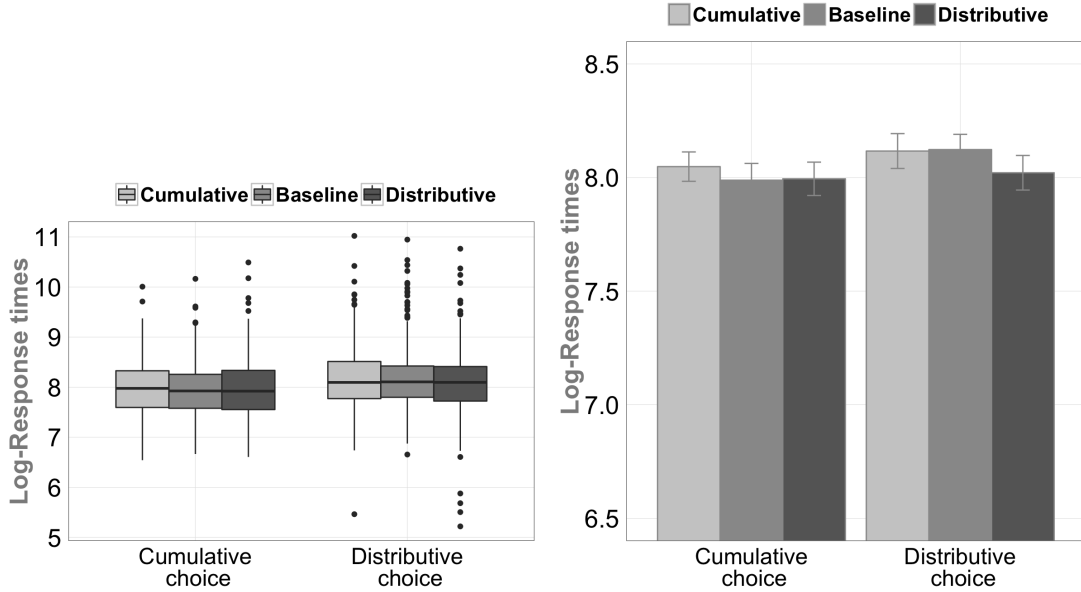 Cumulative Baseline Distributive
Log-Response times
11
10
9
8
7
6
5
Cumulative choice
Distributive choice
Cumulative Baseline Distributive
Log-Response times
8.5
8.0
7.5
7.0
6.5
Cumulative choice
Distributive choice